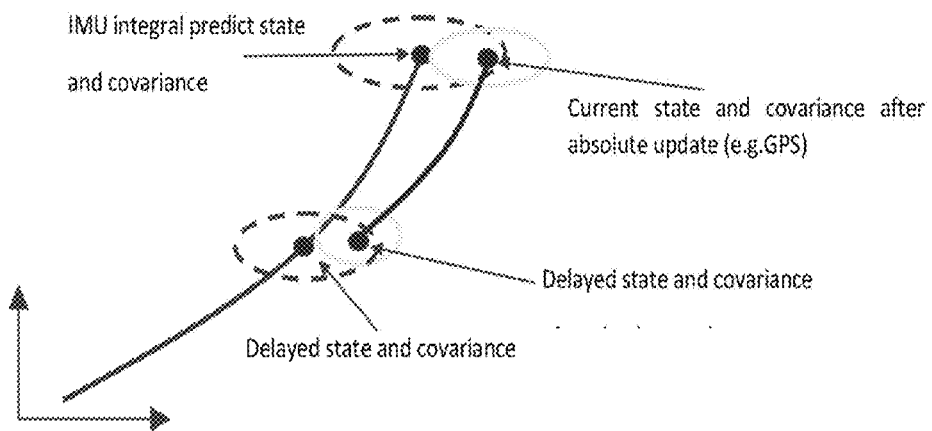 IMU integral predict state
and covariance
Current state and covariance after
absolute update (e.g.GPS)
Delayed state and covariance
Delayed state and covariance